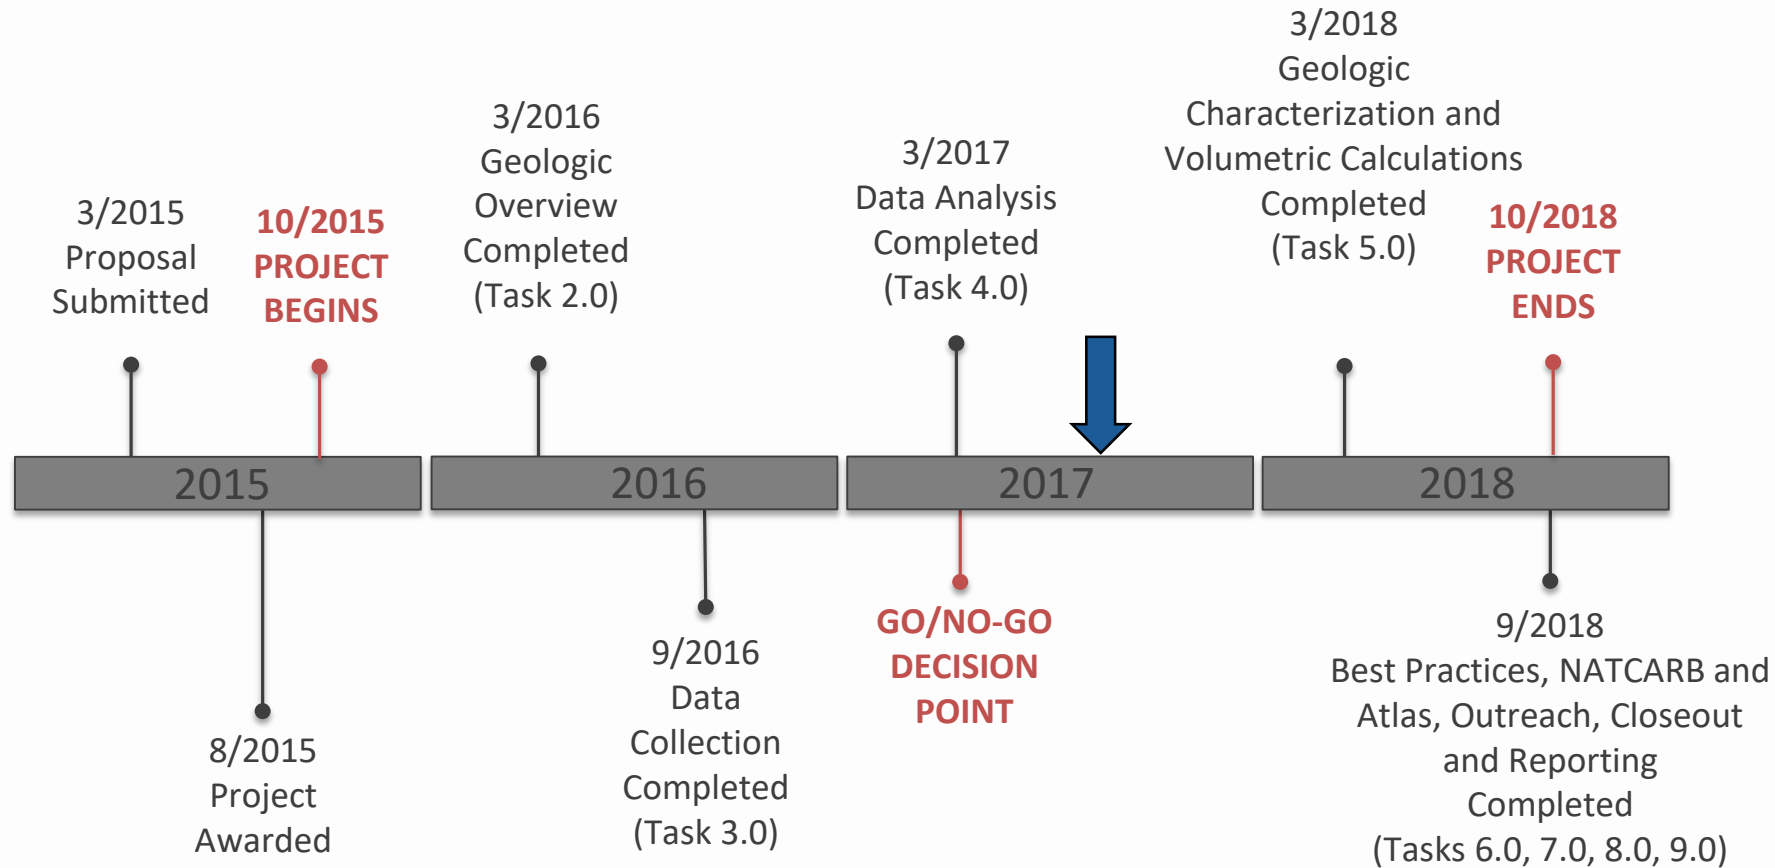 3/2015
Proposal
Submitted
10/2015
PROJECT
BEGINS
3/2016
Geologic
Overview
Completed
(Task 2.0)
3/2017
Data Analysis
Completed
(Task 4.0)
3/2018
Geologic
Characterization and
Volumetric Calculations
Completed
(Task 5.0)
10/2018
PROJECT
ENDS
2015
2016
2017
2018
8/2015
Project
Awarded
9/2016
Data
Collection
Completed
(Task 3.0)
GO/NO-GO
DECISION
POINT
9/2018
Best Practices, NATCARB and
Atlas, Outreach, Closeout
and Reporting
Completed
(Tasks 6.0, 7.0, 8.0, 9.0)